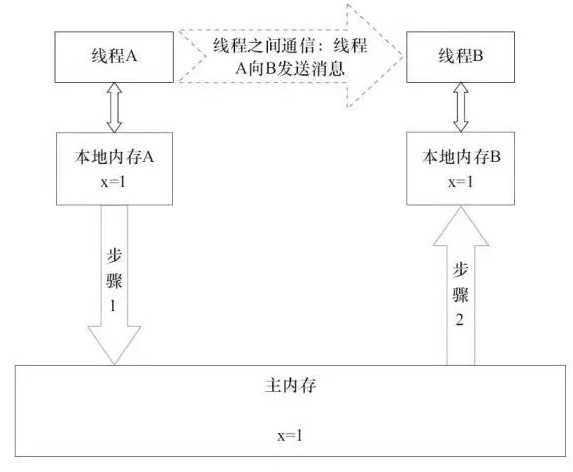 线程A
线程之间通信：线程
A向B发送消息
线程B
本地内存A
x=1
本地内存B
x=1
步
骤
1
步
骤
2
主内存
x=1